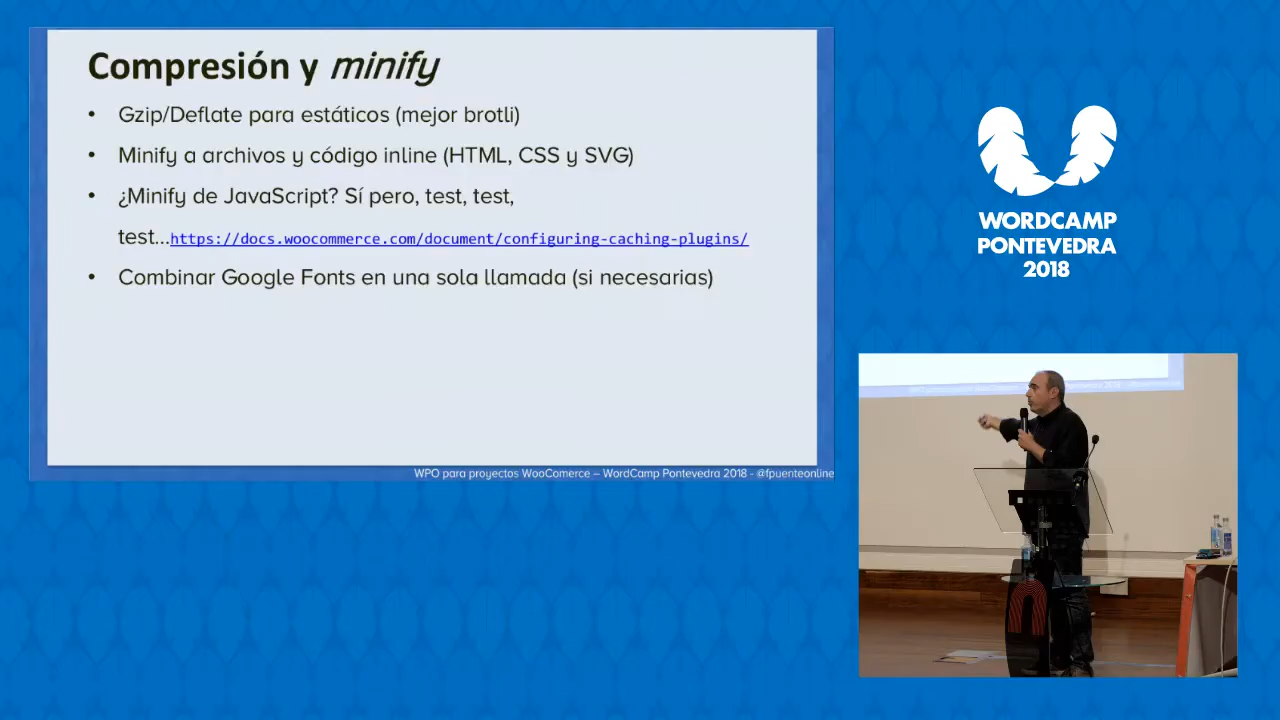 Compresión y minify
• Gzip/Deflate para estáticos (mejor brotli)
• Minify a archivos y código inline (HTML, CSS y SVG)
• ¿Minify de JavaScript? Sí pero, test, test,
test...https://docs.woocommerce.com/document/configuring-caching-plugins/
• Combinar Google Fonts en una sola llamada (si necesarias)
WPO para proyectos WooComerce – WordCamp Pontevedra 2018 - @fpuenteonline
WORDCAMP
PONTEVEDRA
2018